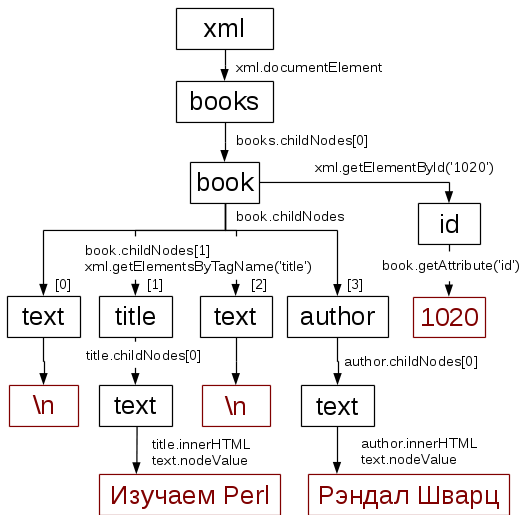 xml
xml.documentElement
books
books.childNodes[0]
xml.getElementById('1020')
book
book.childNodes
id
book.childNodes[1]
xml.getElementsByTagName('title')
book.getAttribute('id')
[0]
[1]
[2]
[3]
text
title
text
author
1020
title.childNodes[0]
author.childNodes[0]
\n
text
\n
text
title.innerHTML
text.nodeValue
author.innerHTML
text.nodeValue
Изучаем Perl
Рэндал Шварц